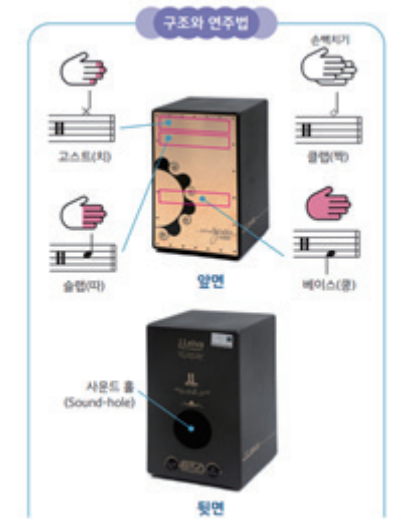 구조와 연주법
손뼉치기
고스트(치)
클랩(짝)
슬랩(따)
베이스(쿵)
앞면
사운드 홀
(Sound-hole)
뒷면